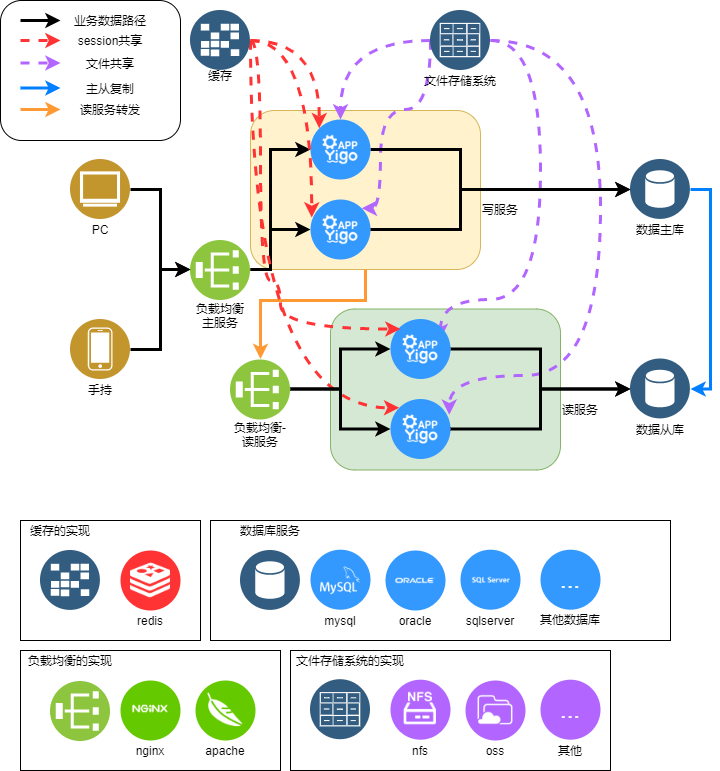 业务数据路径
session共享
文件共享
主从复制
读服务转发
缓存
文件存储系统
APP
Yigo
APP
Yigo
写服务
PC
数据主库
负载均衡
主服务
手持
APP
Yigo
APP
Yigo
读服务
负载均衡-
读服务
数据从库
缓存的实现
redis
数据库服务
MySQL
mysql
ORACLE
oracle
SQL Server
sqlserver
...
其他数据库
负载均衡的实现
NGINX
nginx
apache
文件存储系统的实现
NFS
nfs
oss
...
其他